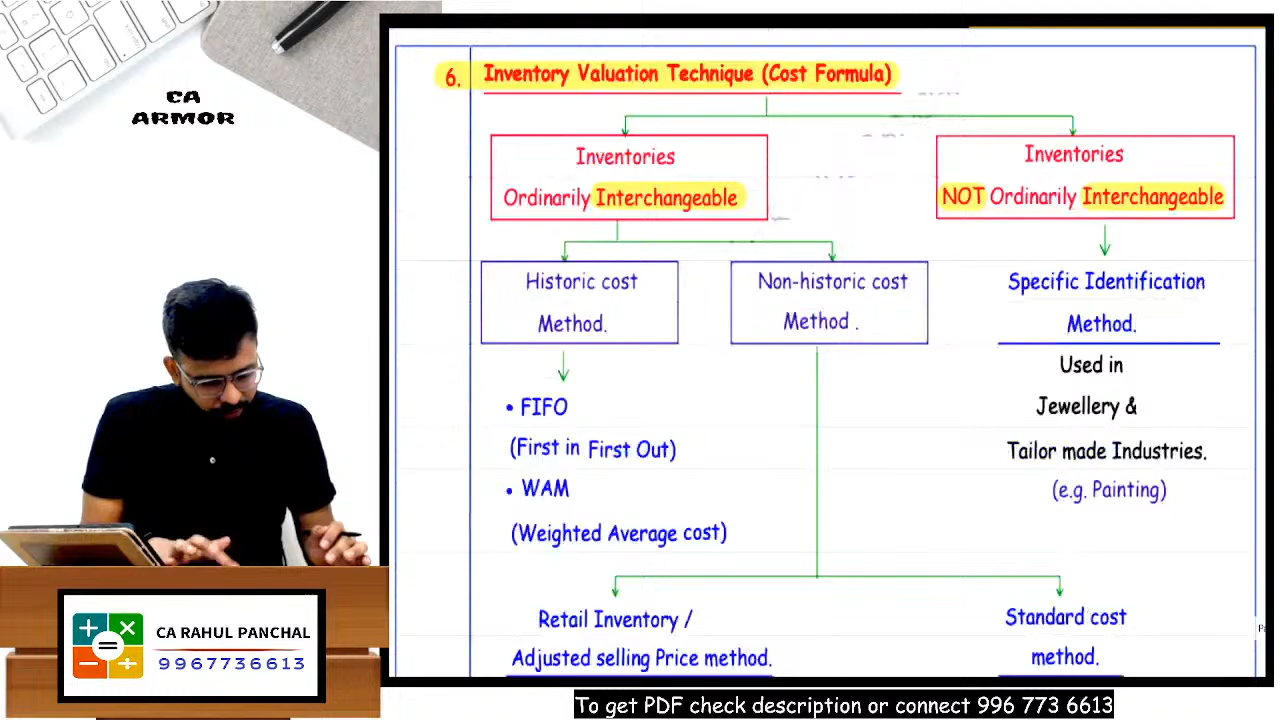 CA
ARMOR
6. Inventory Valuation Technique (Cost Formula)
Inventories
Ordinarily Interchangeable
Inventories
NOT Ordinarily Interchangeable
Historic cost
Method.
Non-historic cost
Method .
Specific Identification
Method.
Used in
Jewellery &
Tailor made Industries.
(e.g. Painting)
• FIFO
(First in First Out)
• WAM
(Weighted Average cost)
Retail Inventory /
Adjusted selling Price method.
Standard cost
method.
CA RAHUL PANCHAL
9967736613
To get PDF check description or connect 996 773 6613